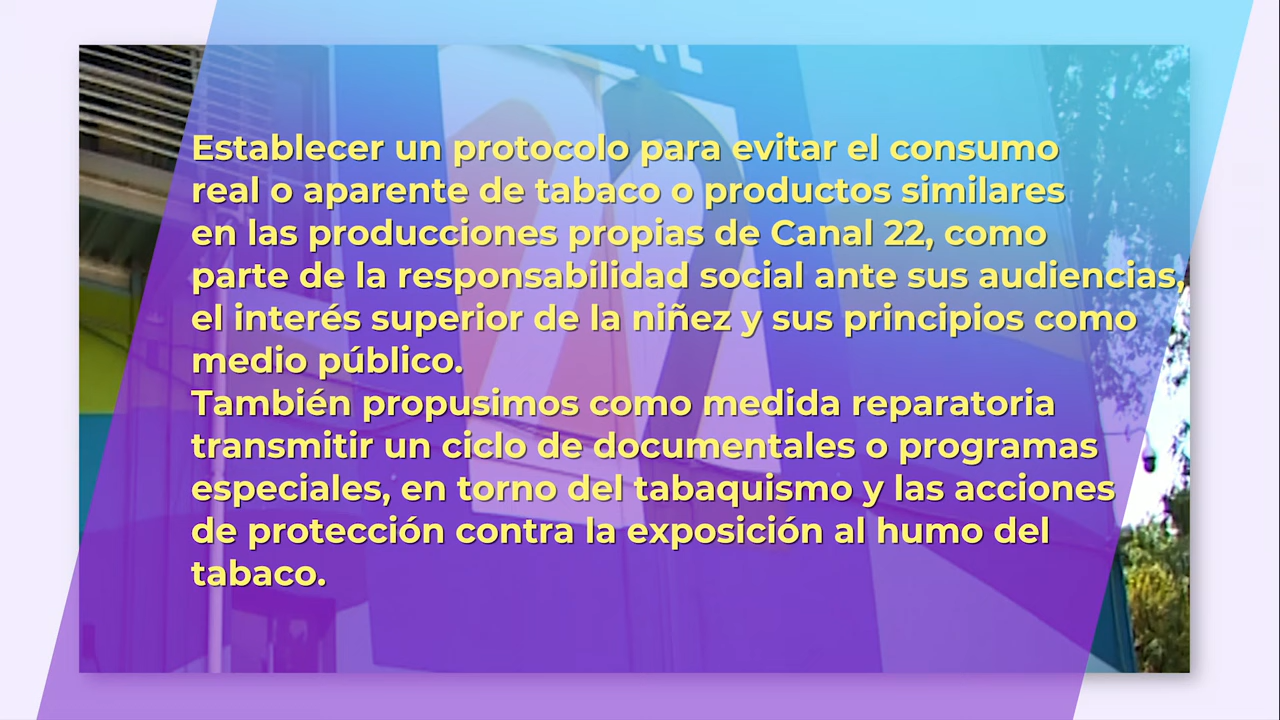 Establecer un protocolo para evitar el consumo
real o aparente de tabaco o productos similares
en las producciones propias de Canal 22, como
parte de la responsabilidad social ante sus audiencias,
el interés superior de la niñez y sus principios como
medio público.
También propusimos como medida reparatoria
transmitir un ciclo de documentales o programas
especiales, en torno del tabaquismo y las acciones
de protección contra la exposición al humo del
tabaco.